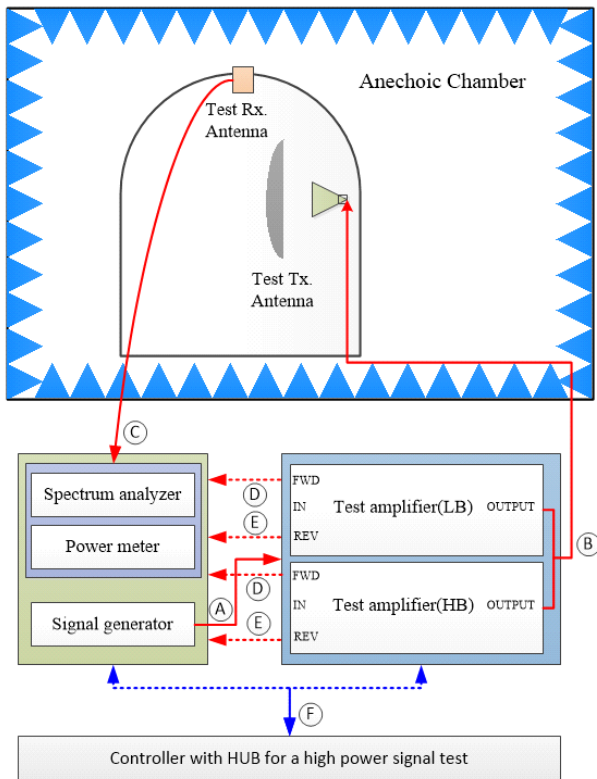 Anechoic Chamber
Test Rx.
Antenna
Test Tx.
Antenna
C
Spectrum analyzer
Power meter
Signal generator
A
D
E
D
E
FWD
IN
REV
Test amplifier(LB)
OUTPUT
FWD
IN
REV
Test amplifier(HB)
OUTPUT
B
F
Controller with HUB for a high power signal test